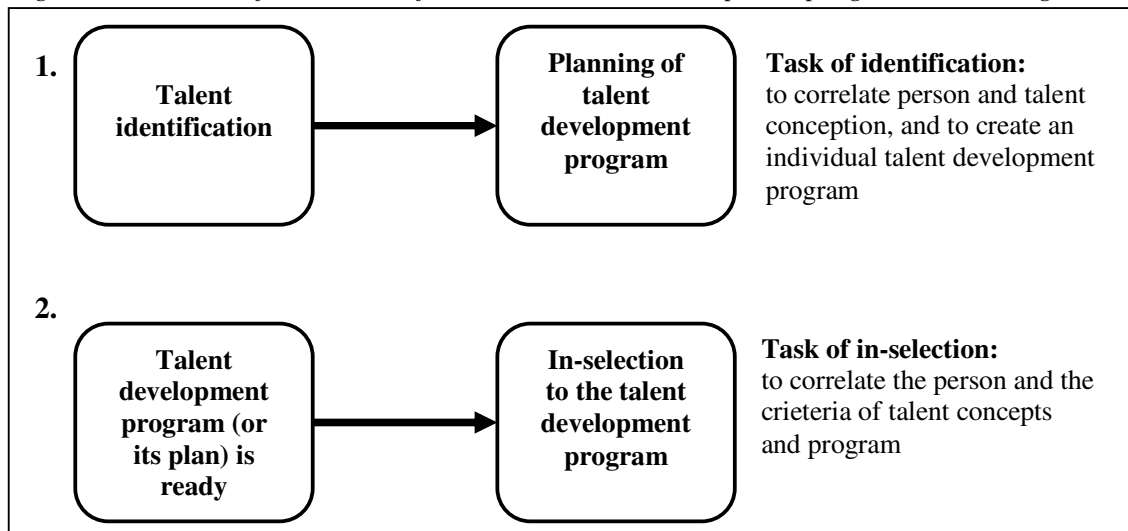 1.
Talent
identification
Planning of
talent
development
program
Task of identification:
to correlate person and talent
conception, and to create an
individual talent development
program
2.
Talent
development
program (or
its plan) is
ready
In-selection
to the talent
development
program
Task of in-selection:
to correlate the person and the
crieteria of talent concepts
and program